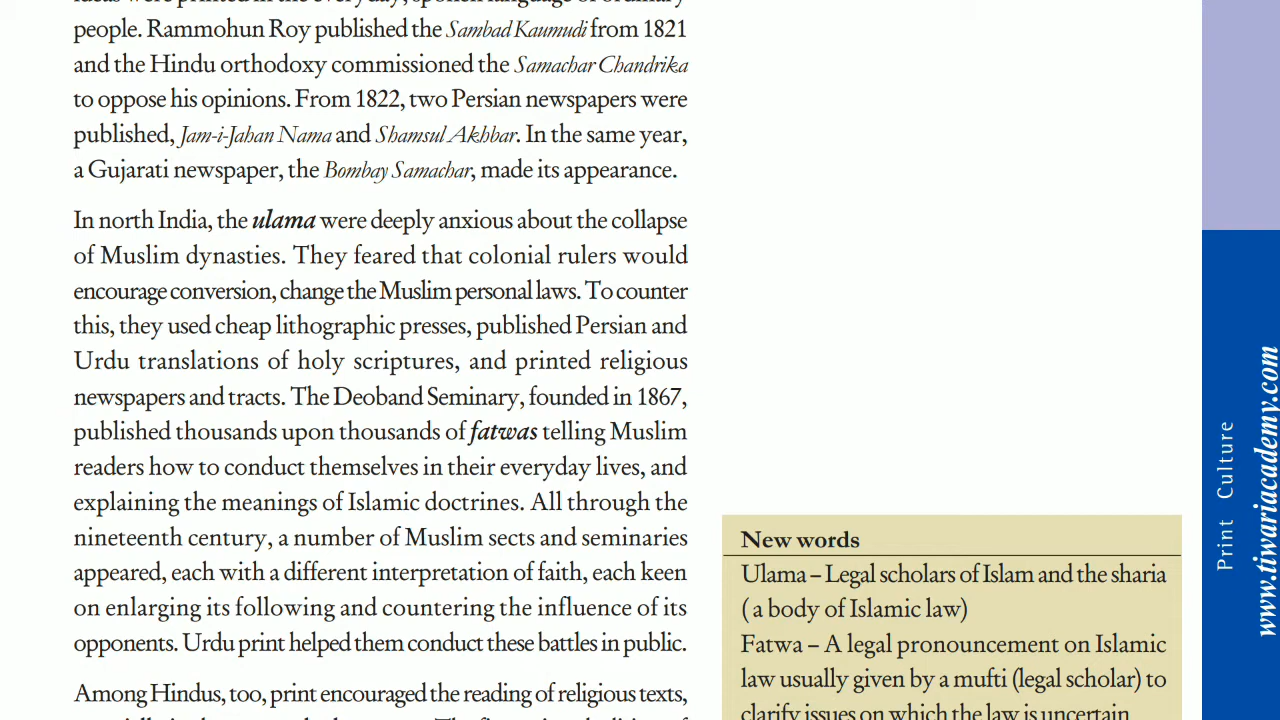 people. Rammohun Roy published the Sambad Kaumudi from 1821
and the Hindu orthodoxy commissioned the Samachar Chandrika
to oppose his opinions. From 1822, two Persian newspapers were
published, Jam-i-Jahan Nama and Shamsul Akhbar. In the same year,
a Gujarati newspaper, the Bombay Samachar, made its appearance.
In north India, the ulama were deeply anxious about the collapse
of Muslim dynasties. They feared that colonial rulers would
encourage conversion, change the Muslim personal laws. To counter
this, they used cheap lithographic presses, published Persian and
Urdu translations of holy scriptures, and printed religious
newspapers and tracts. The Deoband Seminary, founded in 1867,
published thousands upon thousands of fatwas telling Muslim
readers how to conduct themselves in their everyday lives, and
explaining the meanings of Islamic doctrines. All through the
nineteenth century, a number of Muslim sects and seminaries
appeared, each with a different interpretation of faith, each keen
on enlarging its following and countering the influence of its
opponents. Urdu print helped them conduct these battles in public.
Among Hindus, too, print encouraged the reading of religious texts,
New words
Ulama – Legal scholars of Islam and the sharia
( a body of Islamic law)
Fatwa – A legal pronouncement on Islamic
law usually given by a mufti (legal scholar) to
clarify issues on which the law is uncertain
Print Culture
www.tiwariacademy.com